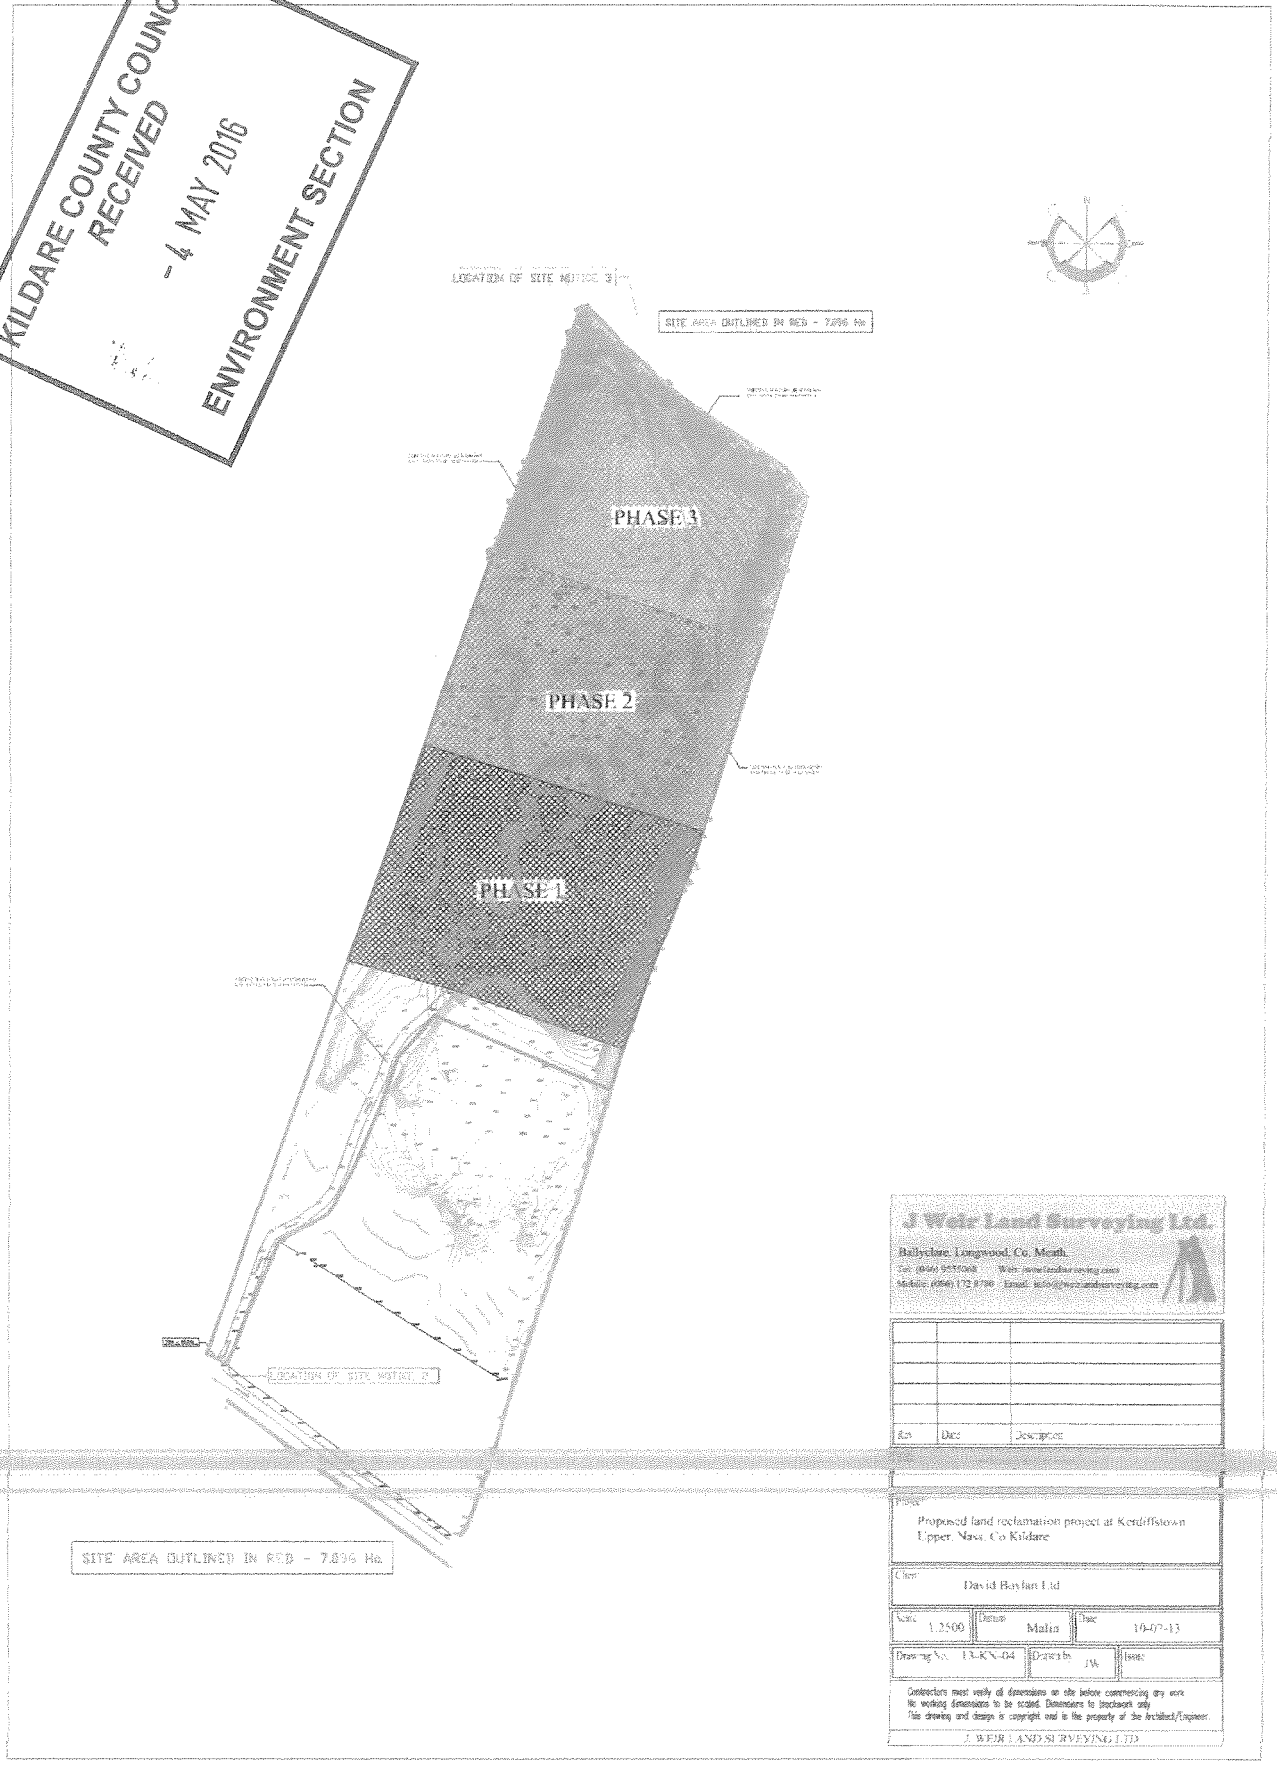 KILDARE COUNTY COUNC
RECEIVED
- 4 MAY 2016
ENVIRONMENT SECTION
N
LOCATION OF SITE NOTICE 3
SITE AREA OUTLINED IN RED - 7.096 Ha
PHASE 3
PHASE 2
PHASE 1
LOCATION OF SITE NOTICE 2
SITE AREA OUTLINED IN RED - 7.096 Ha
J Weir Land Surveying Ltd.
Ballyclare, Longwood, Co. Meath.
Rev Date Description
Proposed land reclamation project at Kerdiffstown
Upper, Nass, Co Kildare
Client
David Boylan Ltd
Scale 1:2500 Datum Malin Date 10-07-13
Drawing No. 13-KN-04 Drawn by JW Issue
Contractors must verify all dimensions on site before commencing any work
No working dimensions to be scaled. Dimensions to blockwork only
This drawing and design is copyright and is the property of the Architect/Engineer.
J. WEIR LAND SURVEYING LTD